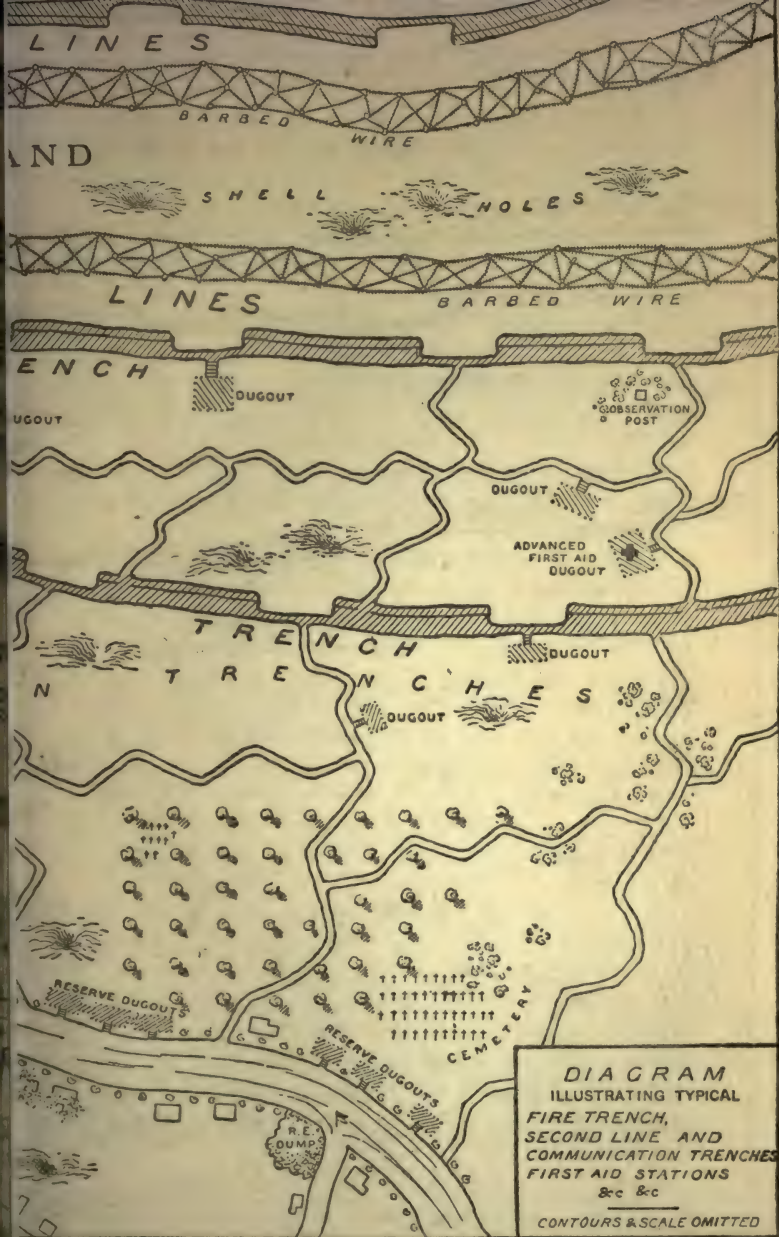 LINES
BARBED WIRE
AND
SHELL HOLES
LINES
BARBED WIRE
ENCH
DUGOUT
OBSERVATION
POST
UGOUT
DUGOUT
ADVANCED
FIRST AID
DUGOUT
TRENCH
DUGOUT
N TRENCHES
DUGOUT
RESERVE DUGOUTS
CEMETERY
RESERVE DUGOUTS
R.E.
DUMP
DIAGRAM
ILLUSTRATING TYPICAL
FIRE TRENCH,
SECOND LINE AND
COMMUNICATION TRENCHES
FIRST AID STATIONS
&c &c
CONTOURS & SCALE OMITTED